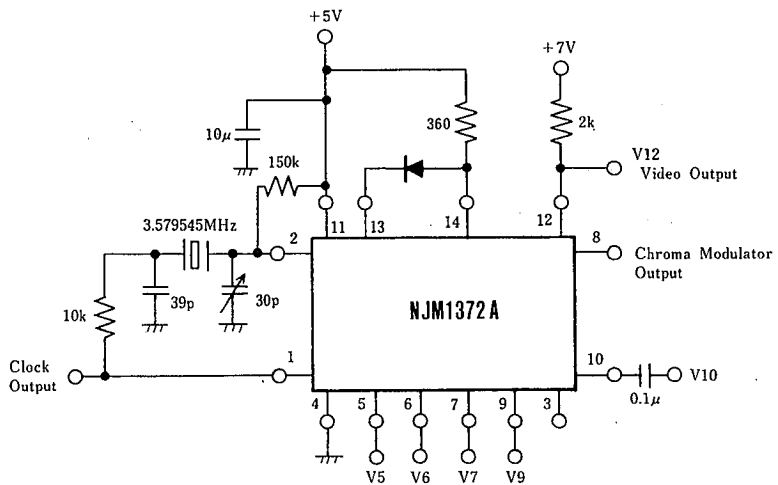 +5V
+7V
10μ
360
2k
150k
V12
Video Output
3.579545MHz
11
13
14
12
2
8
Chroma Modulator
Output
39p
30p
NJM1372A
10k
Clock
Output
1
10
V10
0.1μ
4
5
6
7
9
3
V5
V6
V7
V9